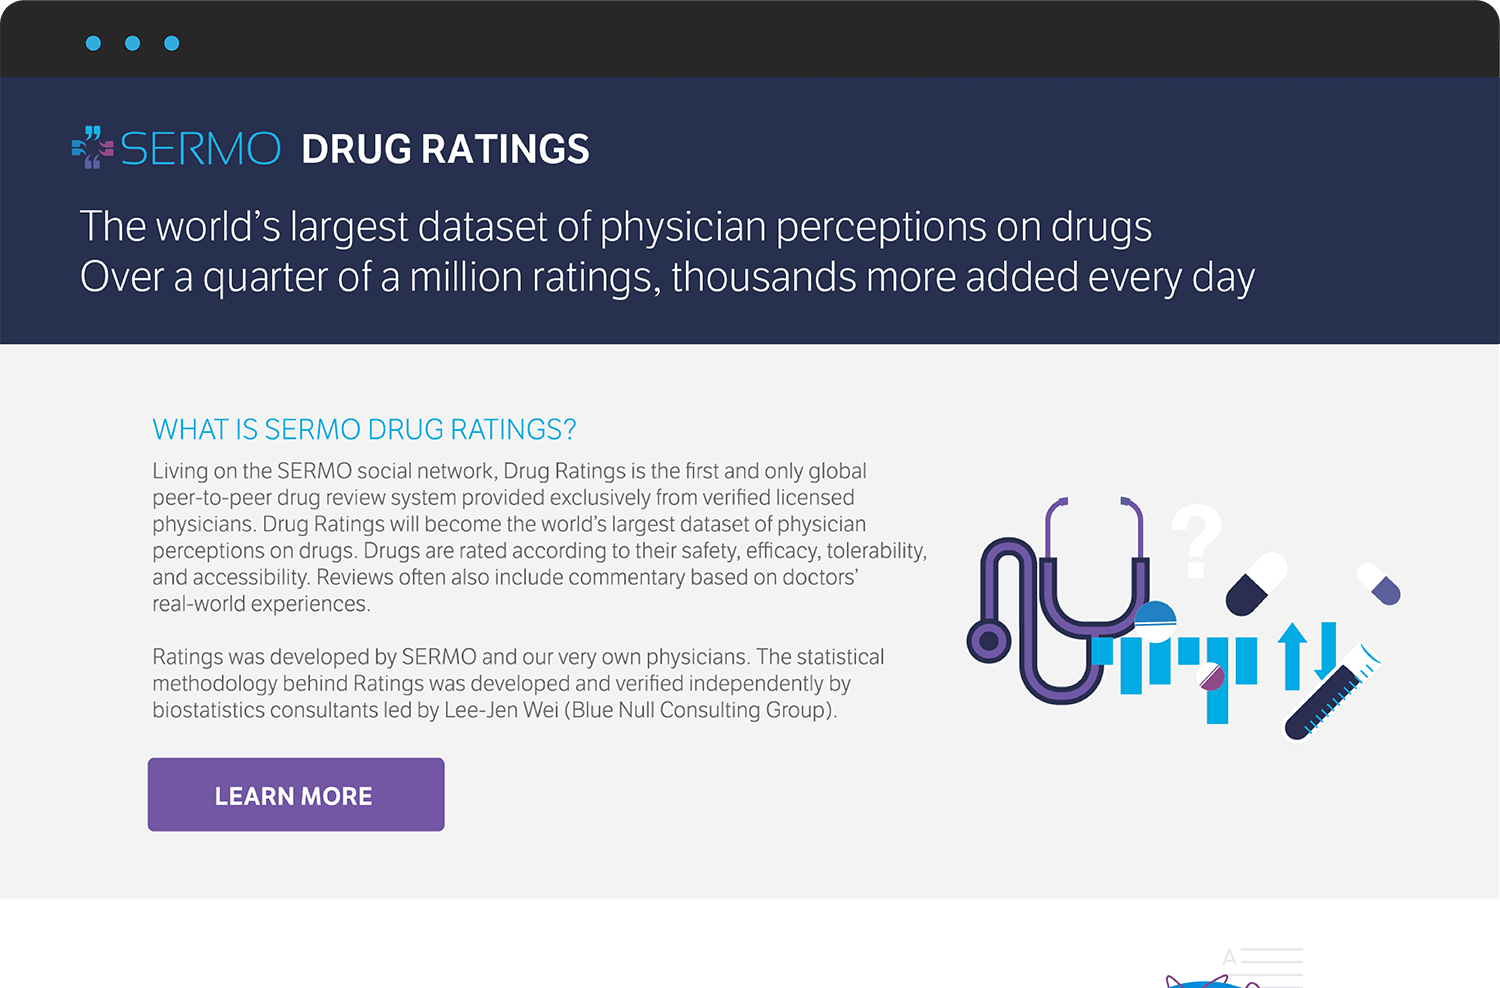 SERMO DRUG RATINGS
The world’s largest dataset of physician perceptions on drugs
Over a quarter of a million ratings, thousands more added every day
WHAT IS SERMO DRUG RATINGS?
Living on the SERMO social network, Drug Ratings is the first and only global
peer-to-peer drug review system provided exclusively from verified licensed
physicians. Drug Ratings will become the world’s largest dataset of physician
perceptions on drugs. Drugs are rated according to their safety, efficacy, tolerability,
and accessibility. Reviews often also include commentary based on doctors’
real-world experiences.
Ratings was developed by SERMO and our very own physicians. The statistical
methodology behind Ratings was developed and verified independently by
biostatistics consultants led by Lee-Jen Wei (Blue Null Consulting Group).
?
LEARN MORE
A